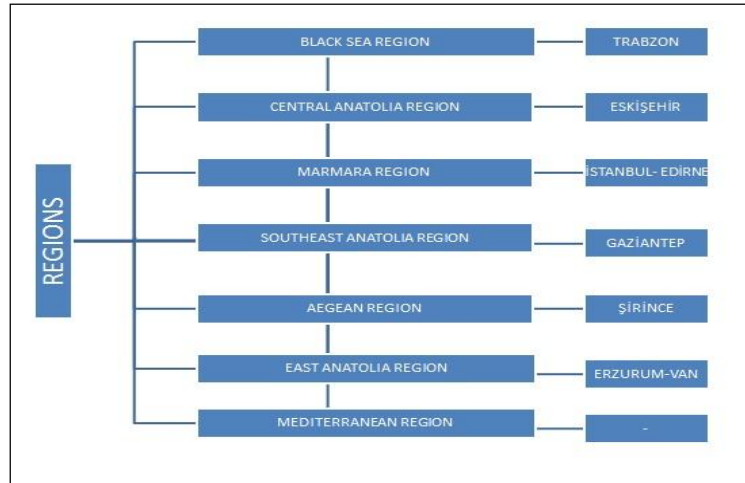 REGIONS
BLACK SEA REGION
TRABZON
CENTRAL ANATOLIA REGION
ESKİŞEHİR
MARMARA REGION
İSTANBUL- EDİRNE
SOUTHEAST ANATOLIA REGION
GAZİANTEP
AEGEAN REGION
ŞİRİNCE
EAST ANATOLIA REGION
ERZURUM-VAN
MEDITERRANEAN REGION
-